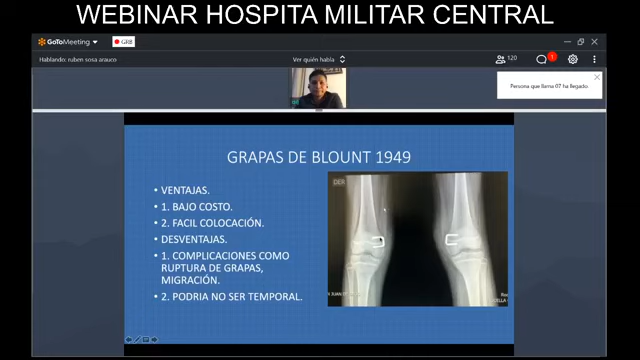 WEBINAR HOSPITA MILITAR CENTRAL
GoToMeeting
GRB
Hablando: ruben sosa arauco
Ver quién habla
120
1
Persona que llama 07 ha llegado.
GRAPAS DE BLOUNT 1949
• VENTAJAS.
• 1. BAJO COSTO.
• 2. FACIL COLOCACIÓN.
• DESVENTAJAS.
• 1. COMPLICACIONES COMO
RUPTURA DE GRAPAS,
MIGRACIÓN.
• 2. PODRIA NO SER TEMPORAL.
DER